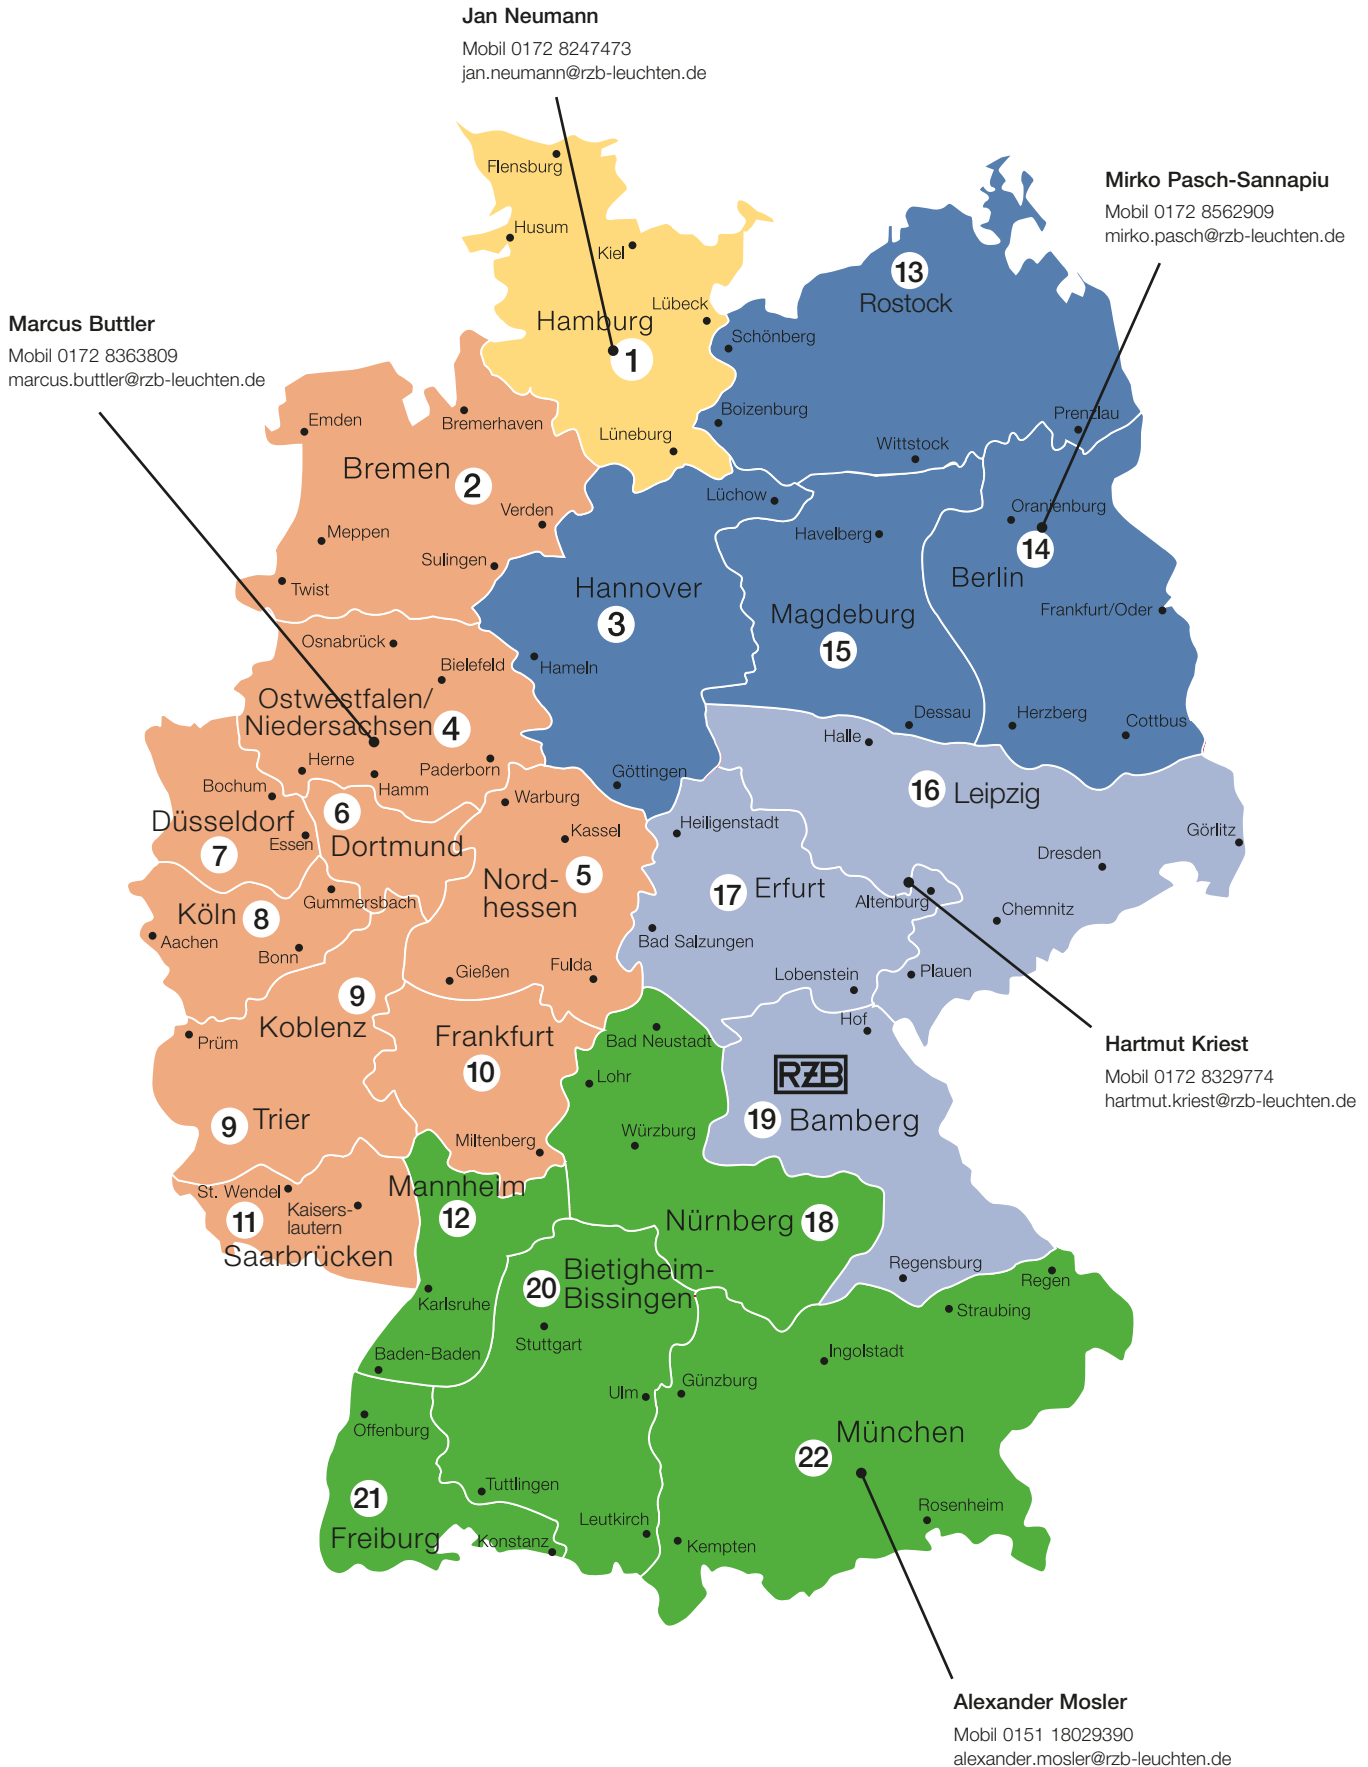 Jan Neumann
Mobil 0172 8247473
jan.neumann@rzb-leuchten.de
Mirko Pasch-Sannapiu
Mobil 0172 8562909
mirko.pasch@rzb-leuchten.de
Marcus Buttler
Mobil 0172 8363809
marcus.buttler@rzb-leuchten.de
Flensburg
Husum
Kiel
Lübeck
Hamburg
1
Lüneburg
13
Rostock
Schönberg
Boizenburg
Wittstock
Prenzlau
Emden
Bremerhaven
Bremen
2
Verden
Meppen
Sulingen
Twist
Lüchow
Hannover
3
Hameln
Göttingen
Havelberg
Magdeburg
15
Dessau
Oranienburg
14
Berlin
Frankfurt/Oder
Herzberg
Cottbus
Osnabrück
Bielefeld
Ostwestfalen/
Niedersachsen
4
Herne
Hamm
Paderborn
Bochum
Düsseldorf
7
Essen
6
Dortmund
Warburg
Kassel
5
Nord-
hessen
Gießen
Fulda
Gummersbach
Köln
8
Aachen
Bonn
9
Koblenz
Prüm
9
Trier
Frankfurt
10
Miltenberg
St. Wendel
Kaisers-
lautern
11
Saarbrücken
Halle
16
Leipzig
Görlitz
Dresden
Altenburg
Chemnitz
Plauen
Heiligenstadt
17
Erfurt
Bad Salzungen
Lobenstein
Hof
RZB
19
Bamberg
Regensburg
Hartmut Kriest
Mobil 0172 8329774
hartmut.kriest@rzb-leuchten.de
Bad Neustadt
Lohr
Würzburg
Nürnberg
18
Mannheim
12
Karlsruhe
Baden-Baden
20
Bietigheim-
Bissingen
Stuttgart
Ulm
Tuttlingen
Leutkirch
Offenburg
21
Freiburg
Konstanz
Regen
Straubing
Ingolstadt
Günzburg
München
22
Rosenheim
Kempten
Alexander Mosler
Mobil 0151 18029390
alexander.mosler@rzb-leuchten.de